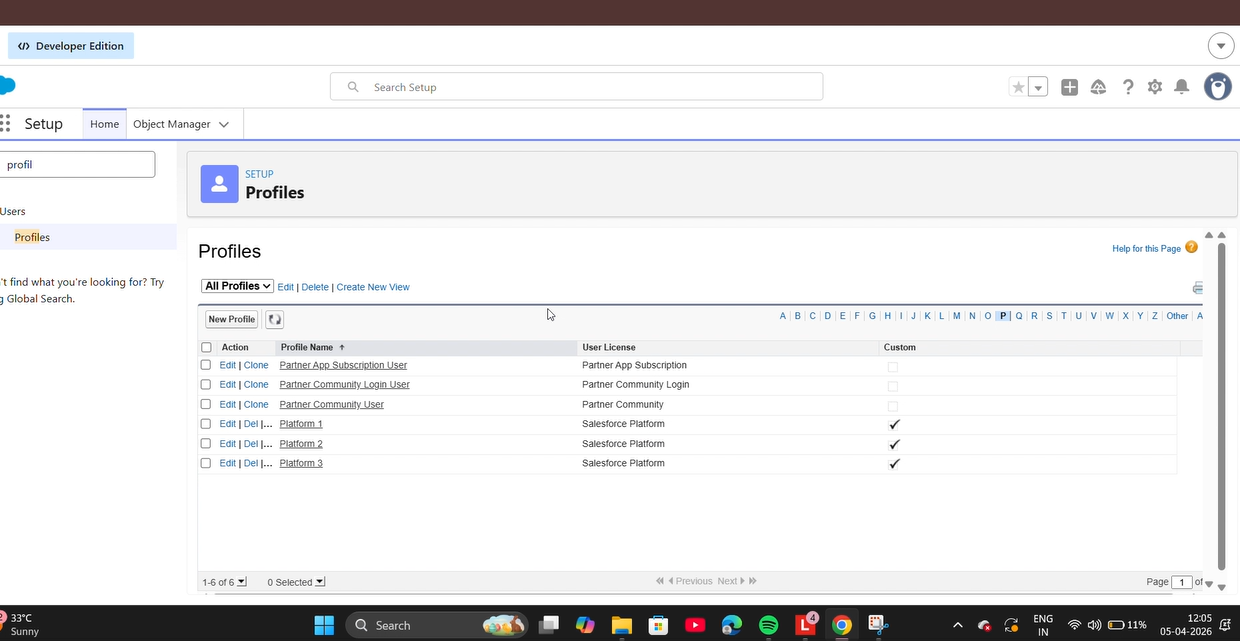 Developer Edition
Search Setup
Setup Home Object Manager
profil
SETUP
Profiles
Users
Profiles
't find what you're looking for? Try
g Global Search.
Profiles
Help for this Page ?
All Profiles Edit | Delete | Create New View
New Profile
A | B | C | D | E | F | G | H | I | J | K | L | M | N | O | P | Q | R | S | T | U | V | W | X | Y | Z | Other | A
Action Profile Name ↑ User License Custom
Edit | Clone Partner App Subscription User Partner App Subscription
Edit | Clone Partner Community Login User Partner Community Login
Edit | Clone Partner Community User Partner Community
Edit | Del |... Platform 1 Salesforce Platform ✓
Edit | Del |... Platform 2 Salesforce Platform ✓
Edit | Del |... Platform 3 Salesforce Platform ✓
1-6 of 6 0 Selected Previous Next Page 1 of
33°C
Sunny
Search
L 4
ENG
IN
11%
12:05
05-04-2026